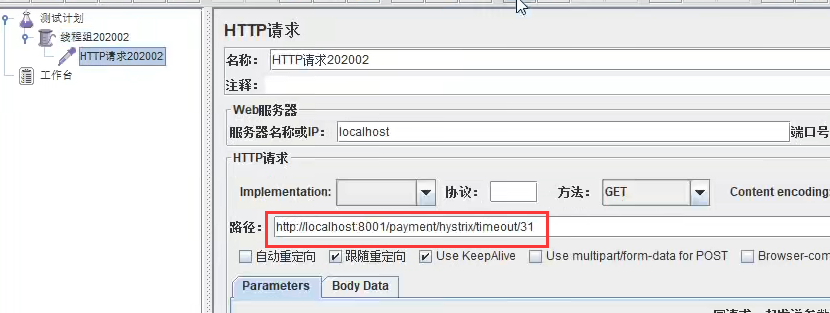 测试计划
线程组202002
HTTP请求202002
工作台
HTTP请求
名称： HTTP请求202002
注释：
Web服务器
服务器名称或IP： localhost 端口号
HTTP请求
Implementation: 协议： 方法： GET Content encoding:
路径： http://localhost:8001/payment/hystrix/timeout/31
自动重定向 跟随重定向 Use KeepAlive Use multipart/form-data for POST Browser-com
Parameters Body Data